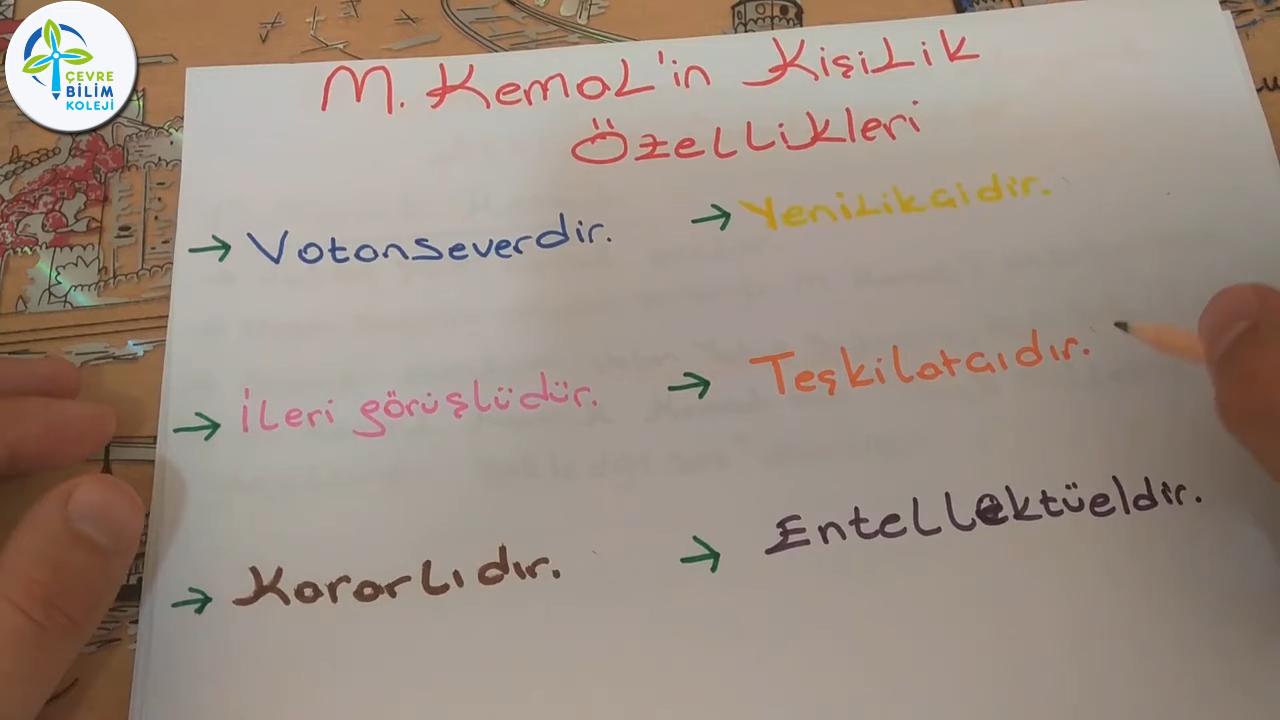 ÇEVRE
BİLİM
KOLEJİ
M. Kemal'in Kişilik
Özellikleri
→ Vatanseverdir.
→ Yenilikçidir.
→ İleri görüşlüdür.
→ Teşkilatçıdır.
→ Kararlıdır.
→ Entellektüeldir.